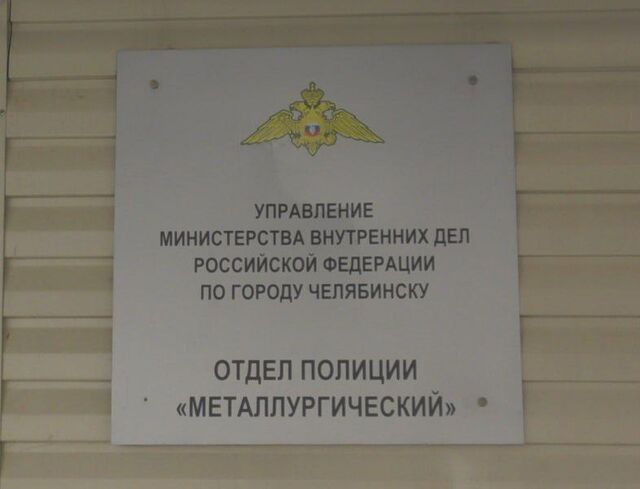 УПРАВЛЕНИЕ
МИНИСТЕРСТВА ВНУТРЕННИХ ДЕЛ
РОССИЙСКОЙ ФЕДЕРАЦИИ
ПО ГОРОДУ ЧЕЛЯБИНСКУ
ОТДЕЛ ПОЛИЦИИ
«МЕТАЛЛУРГИЧЕСКИЙ»